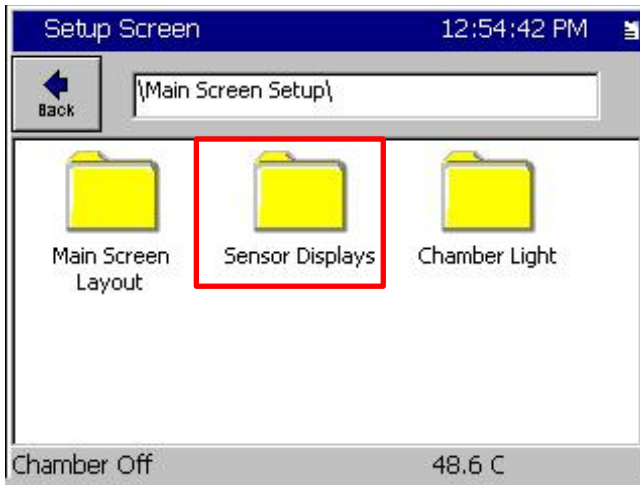 Setup Screen 12:54:42 PM
Back
\Main Screen Setup\
Main Screen Layout
Sensor Displays
Chamber Light
Chamber Off 48.6 C